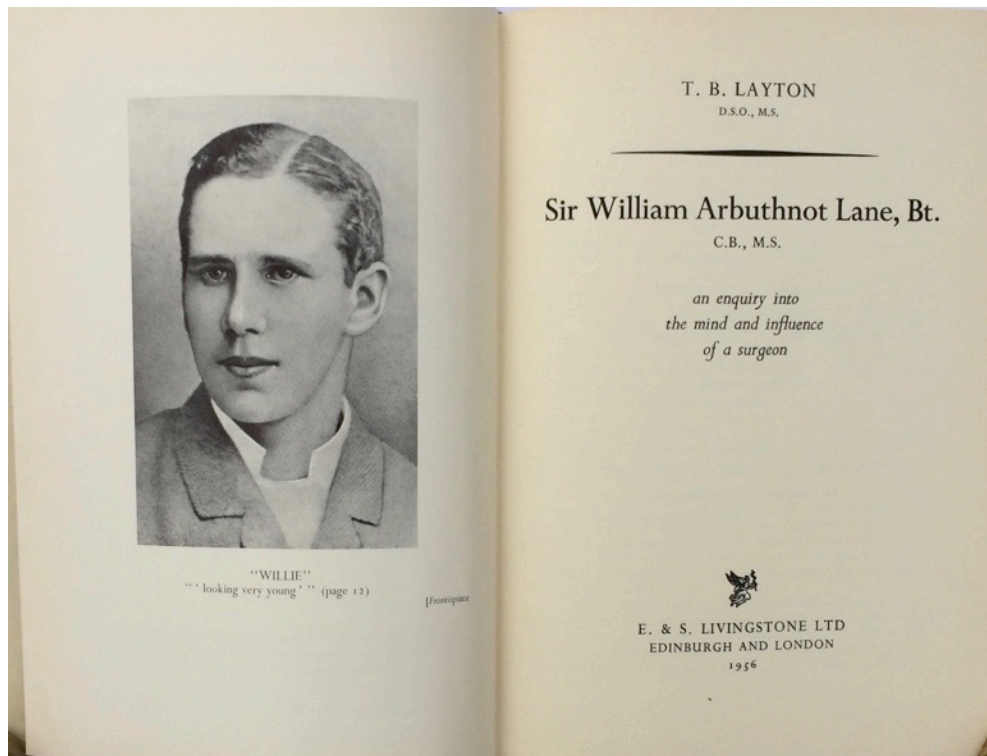 "WILLIE"
"'looking very young'" (page 12)
[Frontispiece
T. B. LAYTON
D.S.O., M.S.
Sir William Arbuthnot Lane, Bt.
C.B., M.S.
an enquiry into
the mind and influence
of a surgeon
E. & S. LIVINGSTONE LTD
EDINBURGH AND LONDON
1956